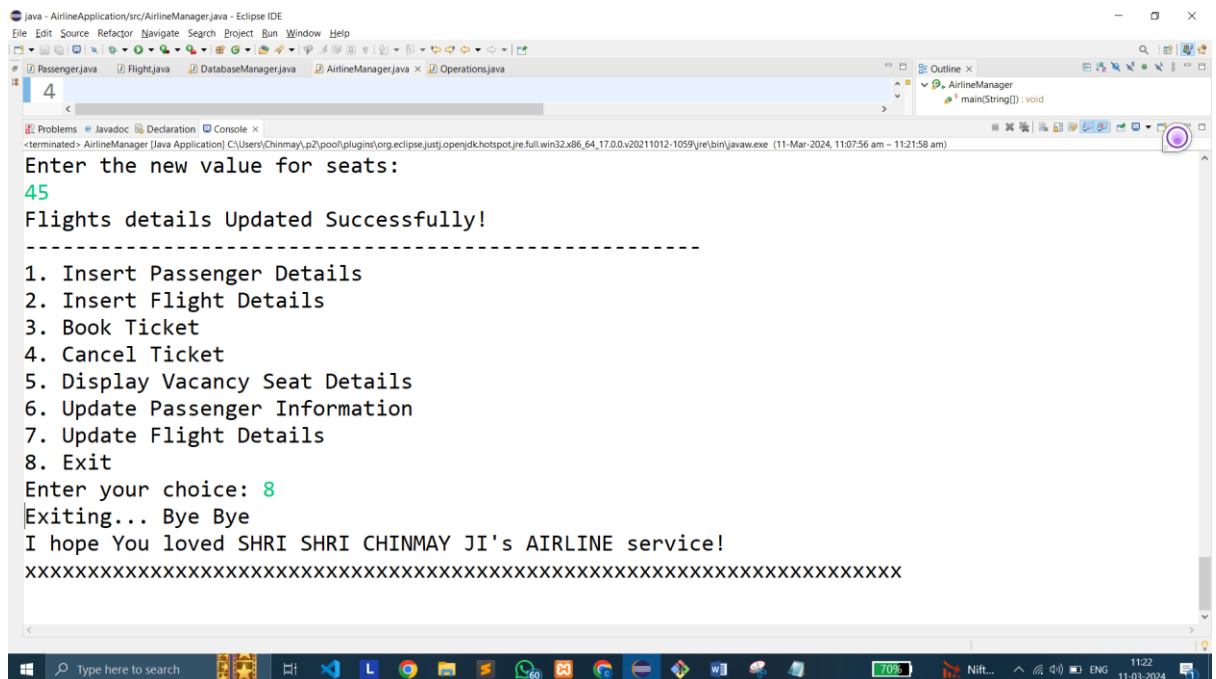 java - AirlineApplication/src/AirlineManager.java - Eclipse IDE
File Edit Source Refactor Navigate Search Project Run Window Help
Passenger.java Flight.java DatabaseManager.java AirlineManager.java Operations.java
Outline
4
AirlineManager
main(String[]) : void
Problems Javadoc Declaration Console
<terminated> AirlineManager [Java Application] C:\Users\Chinmay\.p2\pool\plugins\org.eclipse.justj.openjdk.hotspot.jre.full.win32.x86_64_17.0.0.v20211012-1059\jre\bin\javaw.exe (11-Mar-2024, 11:07:56 am – 11:21:58 am)
Enter the new value for seats:
45
Flights details Updated Successfully!
------------------------------------------------------
1. Insert Passenger Details
2. Insert Flight Details
3. Book Ticket
4. Cancel Ticket
5. Display Vacancy Seat Details
6. Update Passenger Information
7. Update Flight Details
8. Exit
Enter your choice: 8
Exiting... Bye Bye
I hope You loved SHRI SHRI CHINMAY JI's AIRLINE service!
xxxxxxxxxxxxxxxxxxxxxxxxxxxxxxxxxxxxxxxxxxxxxxxxxxxxxxxxxxxxxxxxxxxxxx
Type here to search
60
70%
Nift...
ENG
11:22
11-03-2024
1